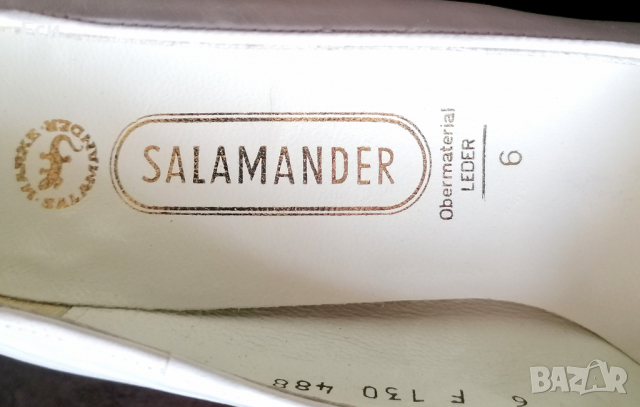 SALAMANDER MARKE
SALAMANDER
Obermaterial
LEDER
6
6 F 130 488
BAZAR